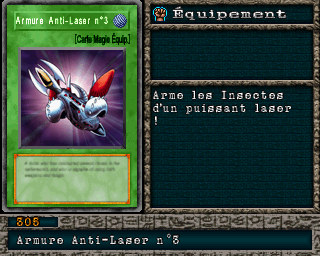 Armure Anti-Laser n°3
[Carte Magie Équip.]
Équipement
Arme les Insectes
d'un puissant laser
!
305
Armure Anti-Laser n°3